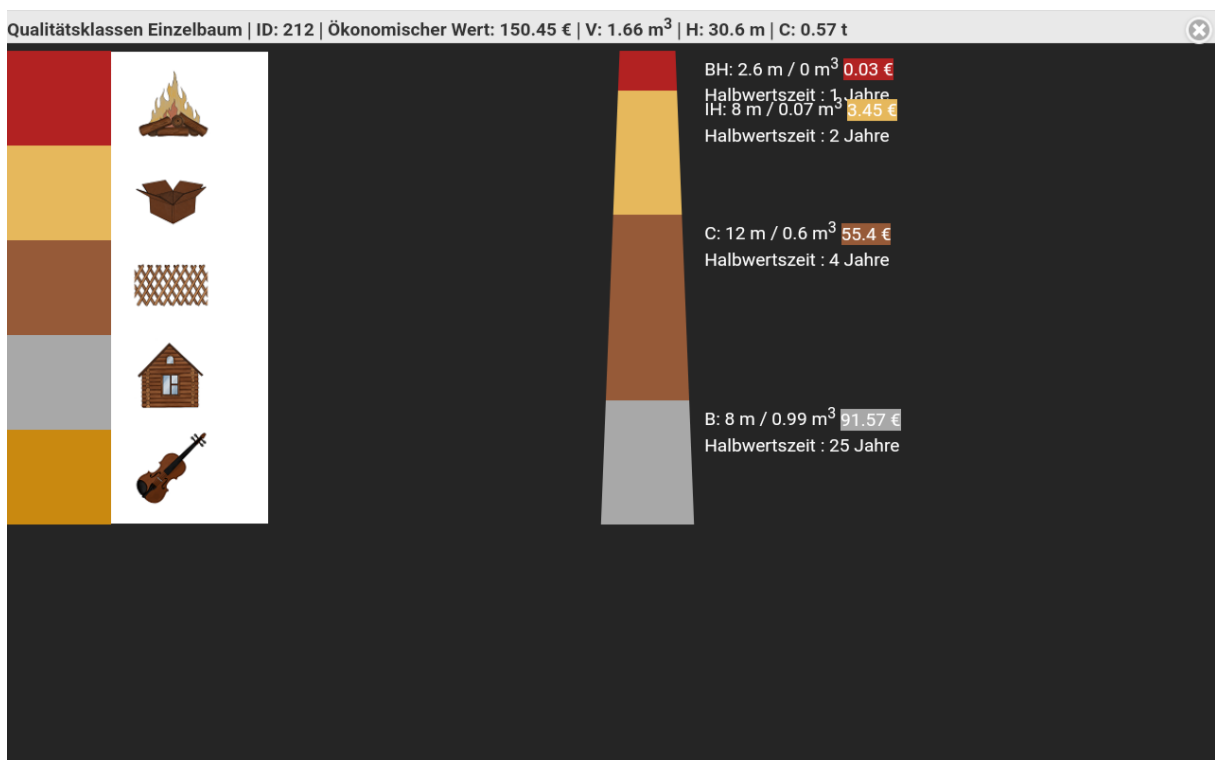 Qualitätsklassen Einzelbaum | ID: 212 | Ökonomischer Wert: 150.45 € | V: 1.66 m³ | H: 30.6 m | C: 0.57 t
BH: 2.6 m / 0 m³ 0.03 €
Halbwertszeit : 1 Jahre
IH: 8 m / 0.07 m³ 3.45 €
Halbwertszeit : 2 Jahre
C: 12 m / 0.6 m³ 55.4 €
Halbwertszeit : 4 Jahre
B: 8 m / 0.99 m³ 91.57 €
Halbwertszeit : 25 Jahre